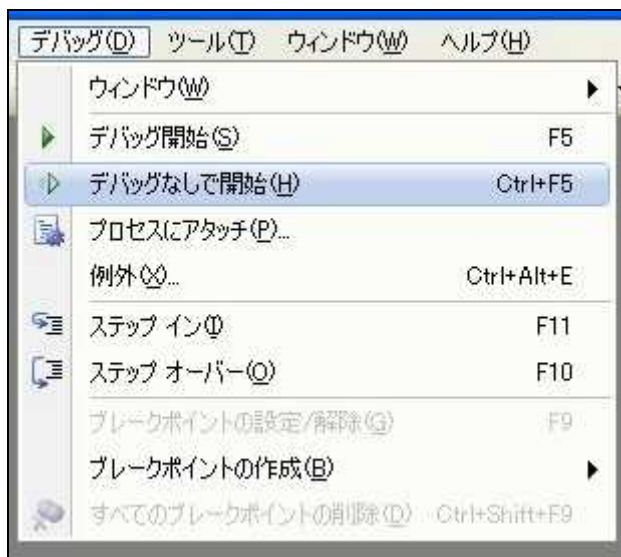 デバッグ(D) ツール(T) ウィンドウ(W) ヘルプ(H)
ウィンドウ(W)
デバッグ開始(S) F5
デバッグなしで開始(H) Ctrl+F5
プロセスにアタッチ(P)...
例外(X)... Ctrl+Alt+E
ステップ イン(I) F11
ステップ オーバー(O) F10
ブレークポイントの設定/解除(G) F9
ブレークポイントの作成(B)
すべてのブレークポイントの削除(D) Ctrl+Shift+F9